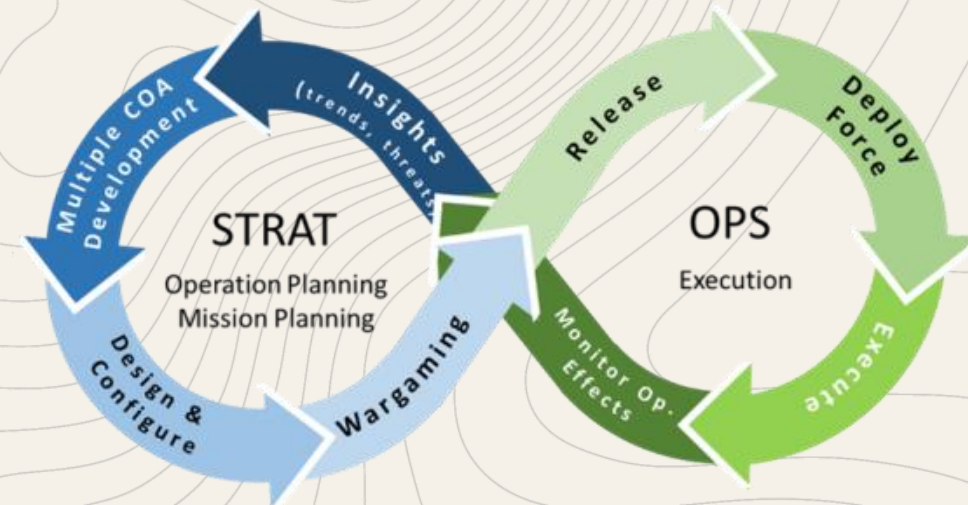 Insights
(trends, threats)
Multiple COA
Development
STRAT
Operation Planning
Mission Planning
Design &
Configure
Wargaming
Release
Deploy
Force
OPS
Execution
Execute
Monitor Op.
Effects